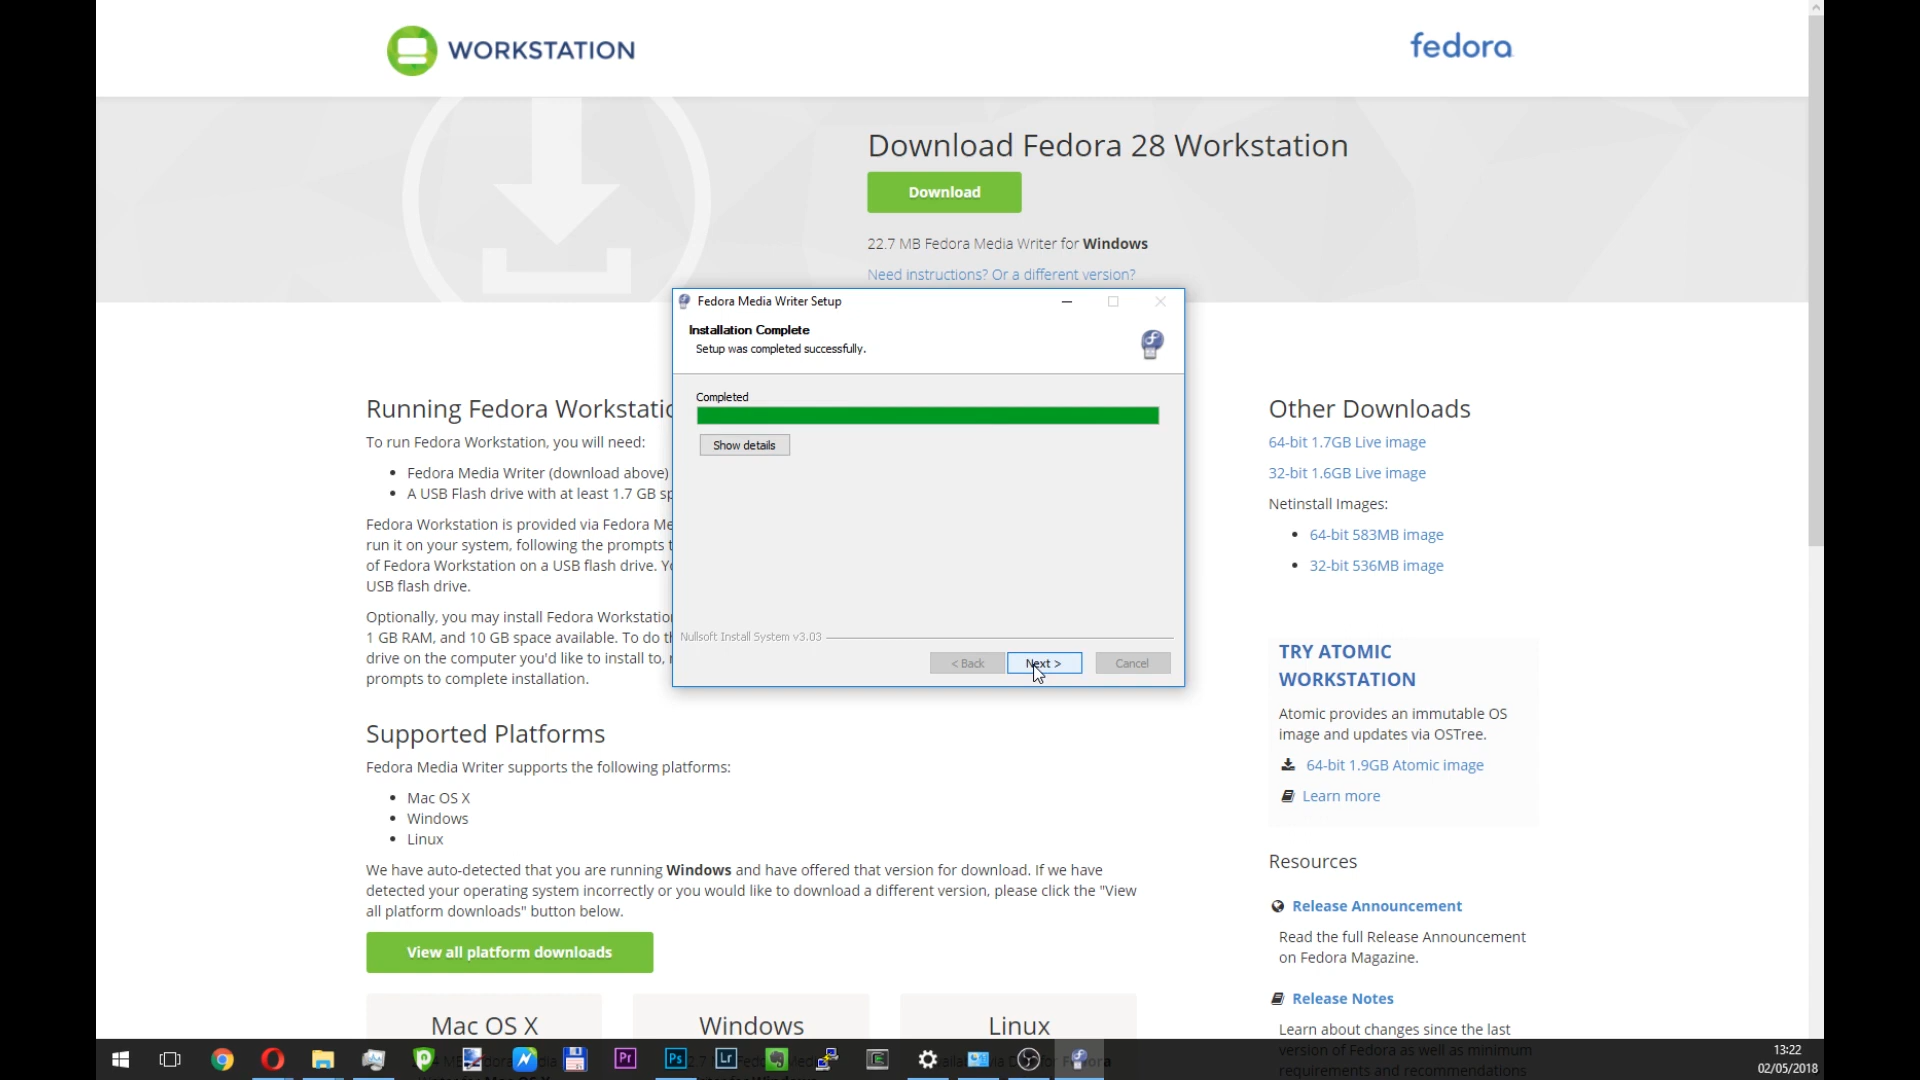 WORKSTATION
fedora
Download Fedora 28 Workstation
Download
22.7 MB Fedora Media Writer for Windows
Need instructions? Or a different version?
Fedora Media Writer Setup
Installation Complete
Setup was completed successfully.
Completed
Show details
Nullsoft Install System v3.03
< Back
Next >
Cancel
Running Fedora
To run Fedora Workstation, you will need:
• Fedora Media Writer (download above)
• A USB Flash drive with at least 1.7 GB
Fedora Workstation is provided via Fedora
run it on your system, following the prompts
of Fedora Workstation on a USB flash drive.
USB flash drive.
Optionally, you may install Fedora
1 GB RAM, and 10 GB space available. To do
drive on the computer you'd like to install to,
prompts to complete installation.
Supported Platforms
Fedora Media Writer supports the following platforms:
• Mac OS X
• Windows
• Linux
We have auto-detected that you are running Windows and have offered that version for download. If we have
detected your operating system incorrectly or you would like to download a different version, please click the "View
all platform downloads" button below.
View all platform downloads
Mac OS X
Windows
Linux
Other Downloads
64-bit 1.7GB Live image
32-bit 1.6GB Live image
Netinstall Images:
• 64-bit 583MB image
• 32-bit 536MB image
TRY ATOMIC
WORKSTATION
Atomic provides an immutable OS
image and updates via OSTree.
64-bit 1.9GB Atomic image
Learn more
Resources
Release Announcement
Read the full Release Announcement
on Fedora Magazine.
Release Notes
Learn about changes since the last
version of Fedora as well as minimum
requirements and recommendations
Pr
Ps
Lr
13:22
02/05/2018